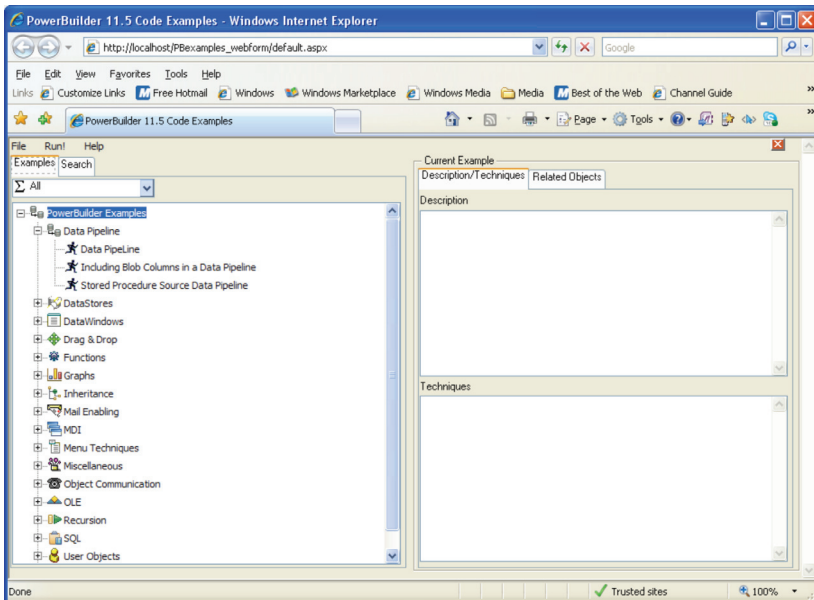 PowerBuilder 11.5 Code Examples - Windows Internet Explorer
http://localhost/PBexamples_webform/default.aspx
Google
File Edit View Favorites Tools Help
Links Customize Links Free Hotmail Windows Windows Marketplace Windows Media Media Best of the Web Channel Guide
PowerBuilder 11.5 Code Examples
Page Tools
File Run! Help
Examples Search
Σ All
PowerBuilder Examples
Data Pipeline
Data PipeLine
Including Blob Columns in a Data Pipeline
Stored Procedure Source Data Pipeline
DataStores
DataWindows
Drag & Drop
Functions
Graphs
Inheritance
Mail Enabling
MDI
Menu Techniques
Miscellaneous
Object Communication
OLE
Recursion
SQL
User Objects
Current Example
Description/Techniques Related Objects
Description
Techniques
Done
Trusted sites
100%